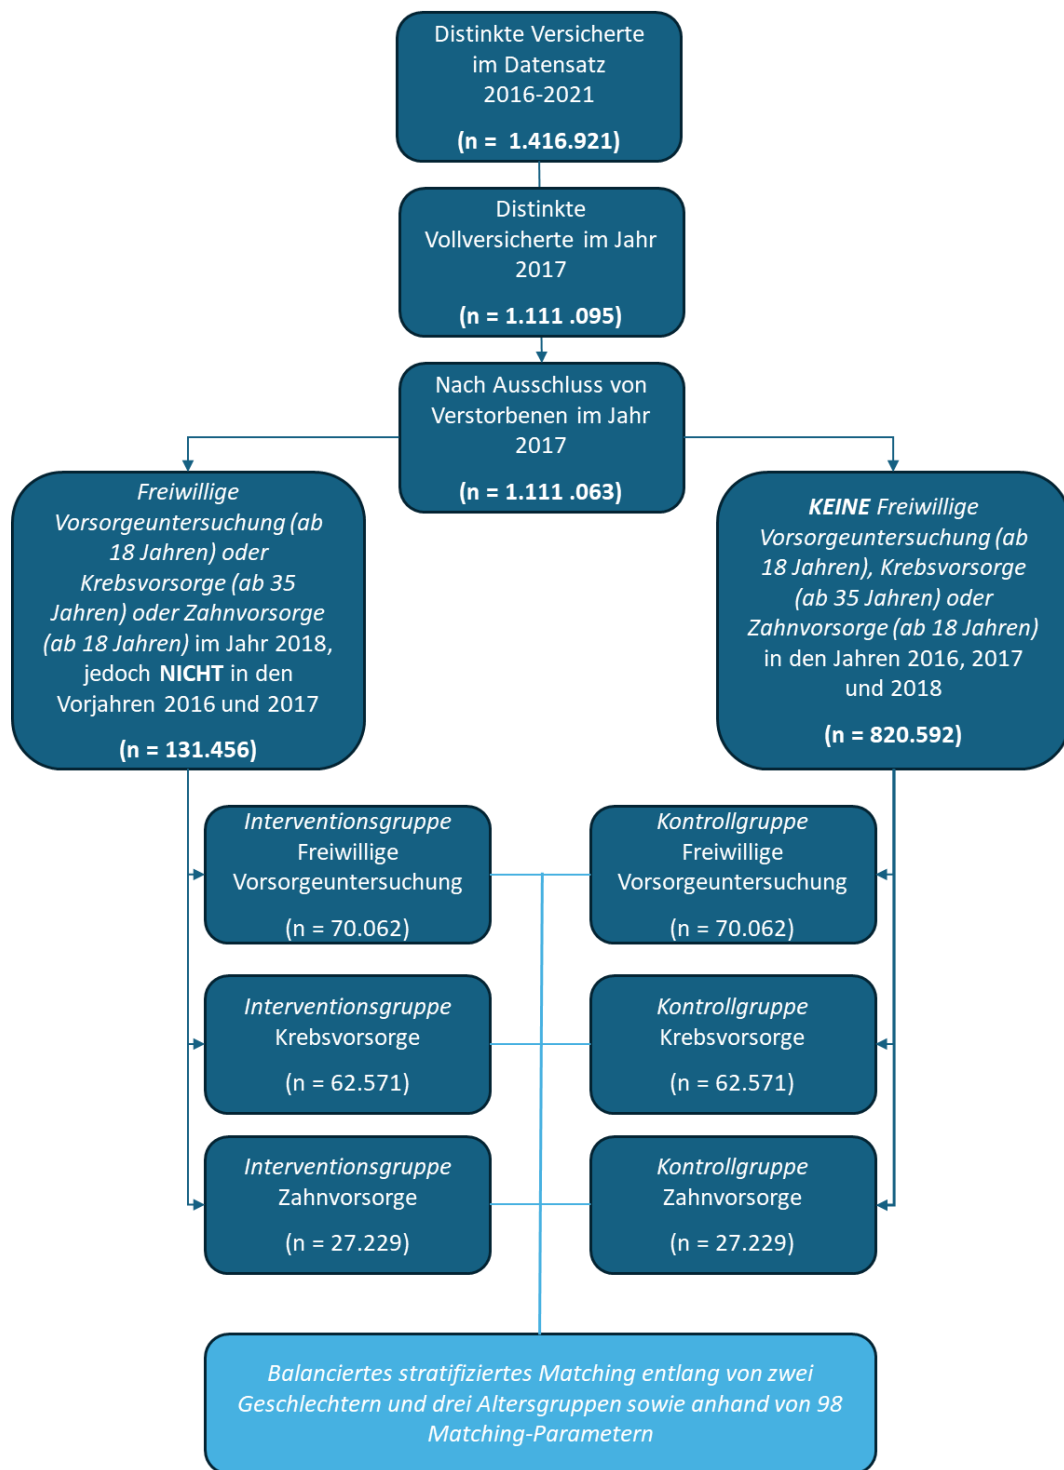 Distinkte Versicherte
im Datensatz
2016-2021
(n =  1.416.921)
Distinkte
Vollversicherte im Jahr
2017
(n = 1.111 .095)
Nach Ausschluss von
Verstorbenen im Jahr
2017
(n = 1.111 .063)
Freiwillige
Vorsorgeuntersuchung (ab
18 Jahren) oder
Krebsvorsorge (ab 35
Jahren) oder Zahnvorsorge
(ab 18 Jahren) im Jahr 2018,
jedoch NICHT in den
Vorjahren 2016 und 2017
(n = 131.456)
KEINE Freiwillige
Vorsorgeuntersuchung (ab
18 Jahren), Krebsvorsorge
(ab 35 Jahren) oder
Zahnvorsorge (ab 18 Jahren)
in den Jahren 2016, 2017
und 2018
(n = 820.592)
Interventionsgruppe
Freiwillige
Vorsorgeuntersuchung
(n = 70.062)
Kontrollgruppe
Freiwillige
Vorsorgeuntersuchung
(n = 70.062)
Interventionsgruppe
Krebsvorsorge
(n = 62.571)
Kontrollgruppe
Krebsvorsorge
(n = 62.571)
Interventionsgruppe
Zahnvorsorge
(n = 27.229)
Kontrollgruppe
Zahnvorsorge
(n = 27.229)
Balanciertes stratifiziertes Matching entlang von zwei
Geschlechtern und drei Altersgruppen sowie anhand von 98
Matching-Parametern